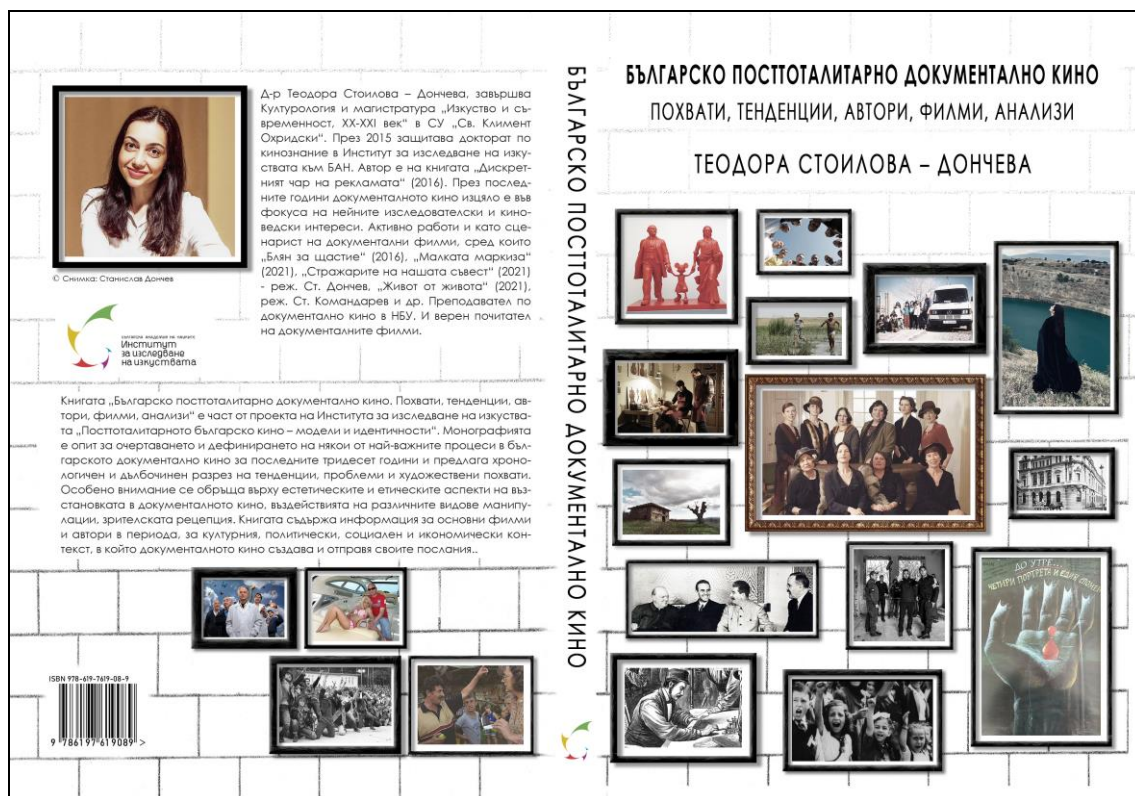 Д-р Теодора Стоилова – Дончева, завършва
Културология и магистратура „Изкуство и съ-
временност, XX-XXI век“ в СУ „Св. Климент
Охридски“. През 2015 защитава докторат по
кинознание в Институт за изследване на изку-
ствата към БАН. Автор е на книгата „Дискрет-
ният чар на рекламата“ (2016). През послед-
ните години документалното кино изцяло е във
фокуса на нейните изследователски и кино-
ведски интереси. Активно работи и като сце-
нарист на документални филми, сред които
„Блян за щастие“ (2016), „Малката маркиза“
(2021), „Стражарите на нашата съвест“ (2021)
- реж. Ст. Дончев, „Живот от живота“ (2021),
реж. Ст. Командарев и др. Преподавател по
документално кино в НБУ. И верен почитател
на документалните филми.
© Снимка: Станислав Дончев
БЪЛГАРСКА АКАДЕМИЯ НА НАУКИТЕ
Институт
за изследване
на изкуствата
Книгата „Българско посттоталитарно документално кино. Похвати, тенденции, ав-
тори, филми, анализи“ е част от проекта на Института за изследване на изкуства-
та „Посттоталитарното българско кино – модели и идентичности“. Монографията
е опит за очертаването и дефинирането на някои от най-важните процеси в бъл-
гарското документално кино за последните тридесет години и предлага хроно-
логичен и дълбочинен разрез на тенденции, проблеми и художествени похвати.
Особено внимание се обръща върху естетическите и етическите аспекти на въз-
становката в документалното кино, въздействията на различните видове манипу-
лации, зрителската рецепция. Книгата съдържа информация за основни филми
и автори в периода, за културния, политически, социален и икономически кон-
текст, в който документалното кино създава и отправя своите послания..
ISBN 978-619-7619-08-9
9 786197 619089 >
БЪЛГАРСКО ПОСТТОТАЛИТАРНО ДОКУМЕНТАЛНО КИНО
БЪЛГАРСКО ПОСТТОТАЛИТАРНО ДОКУМЕНТАЛНО КИНО
ПОХВАТИ, ТЕНДЕНЦИИ, АВТОРИ, ФИЛМИ, АНАЛИЗИ
ТЕОДОРА СТОИЛОВА – ДОНЧЕВА
ДО УТРЕ...
ЧЕТИРИ ПОРТРЕТА И ЕДИН